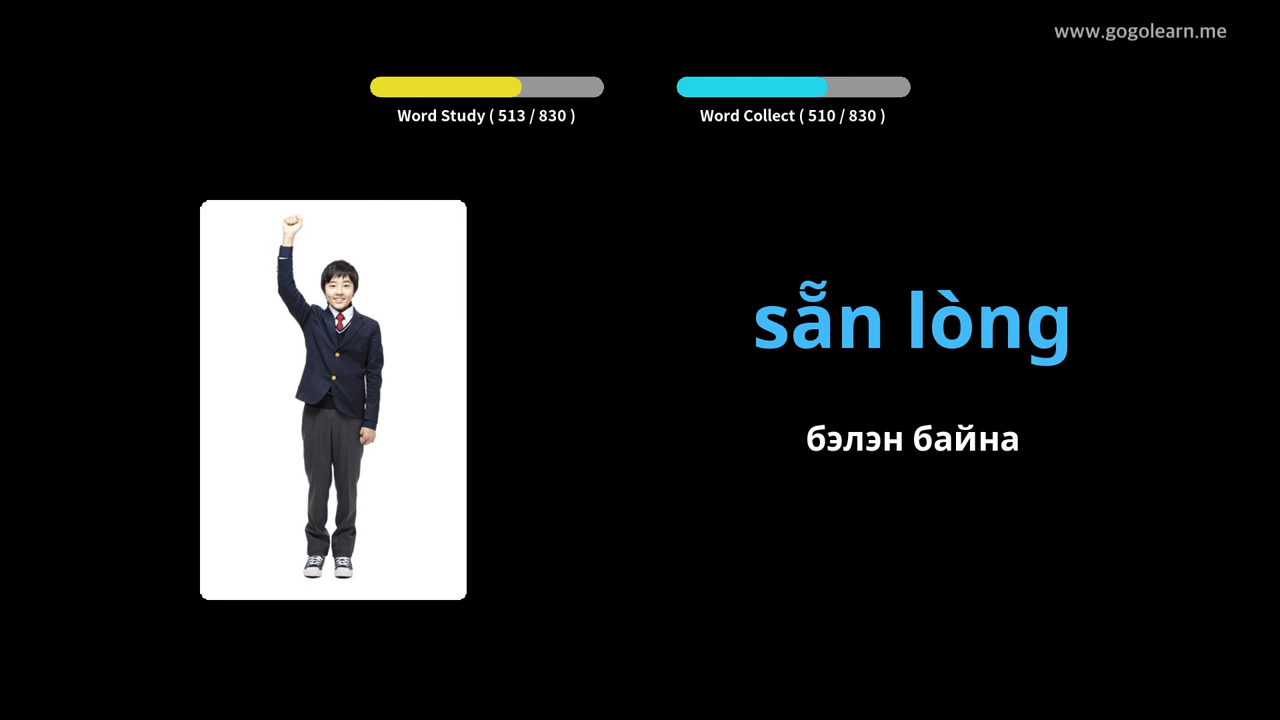 www.gogolearn.me
Word Study ( 513 / 830 )
Word Collect ( 510 / 830 )
sẵn lòng
бэлэн байна